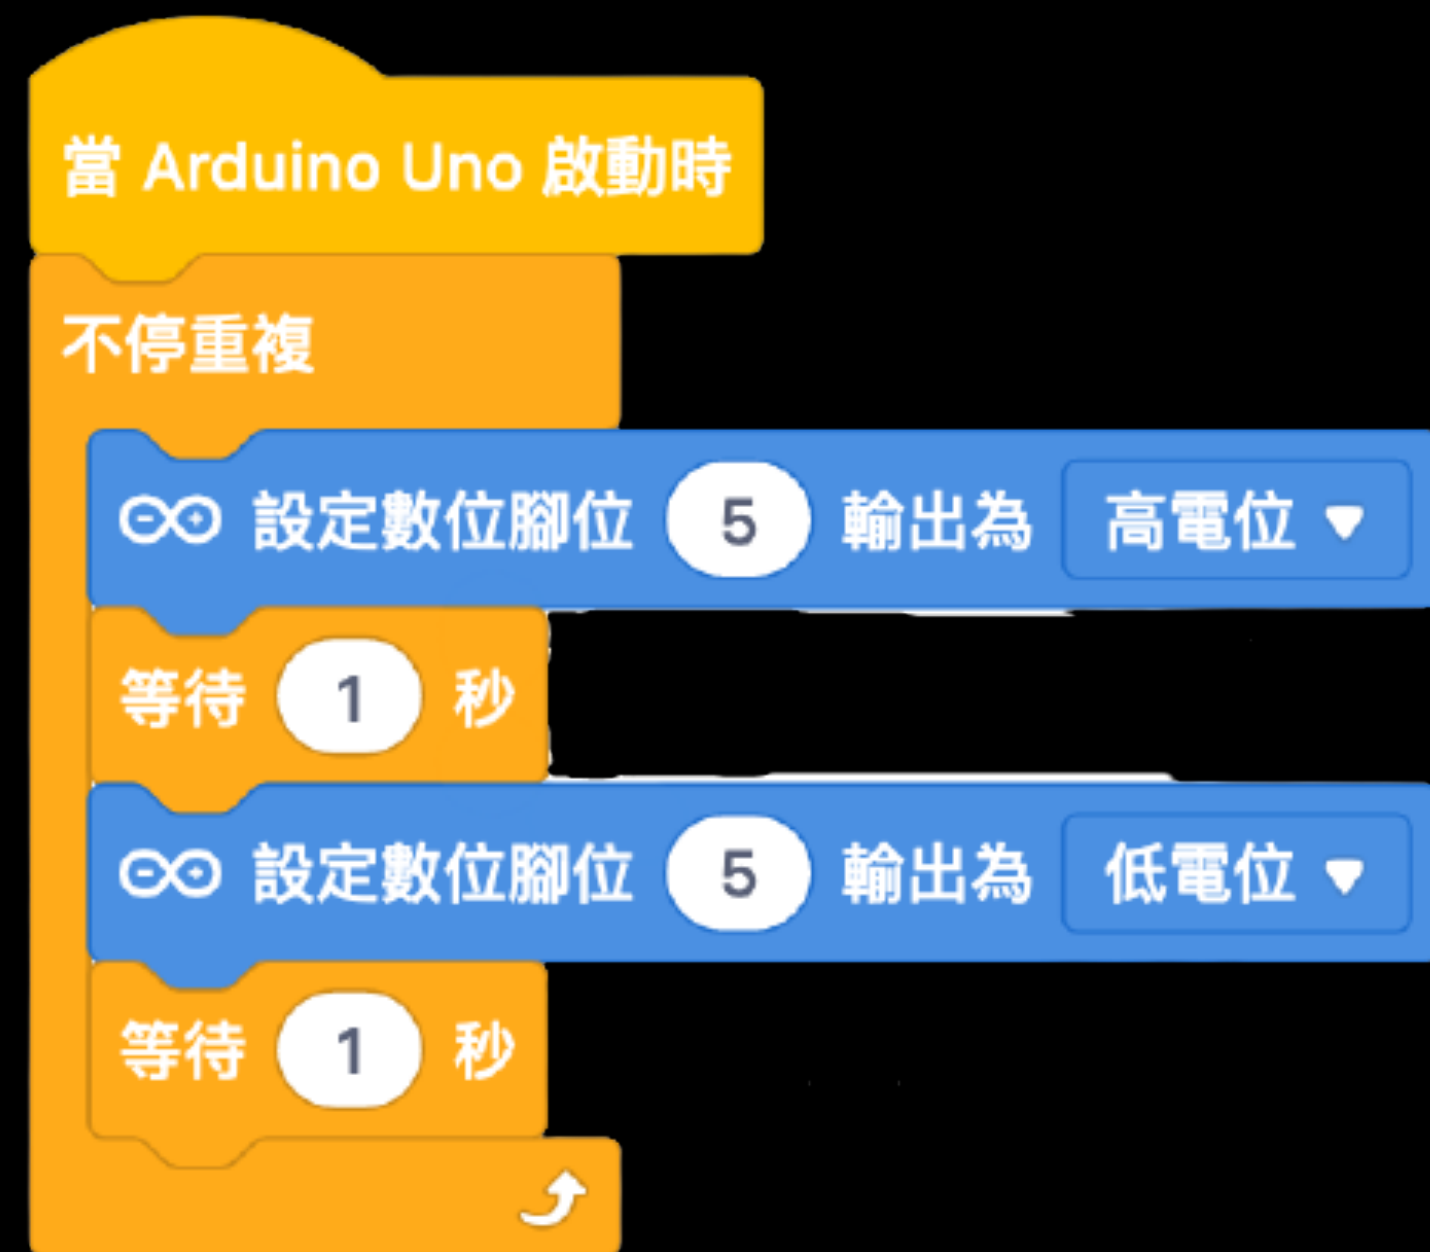 當 Arduino Uno 啟動時
不停重複
設定數位腳位 5 輸出為 高電位
等待 1 秒
設定數位腳位 5 輸出為 低電位
等待 1 秒